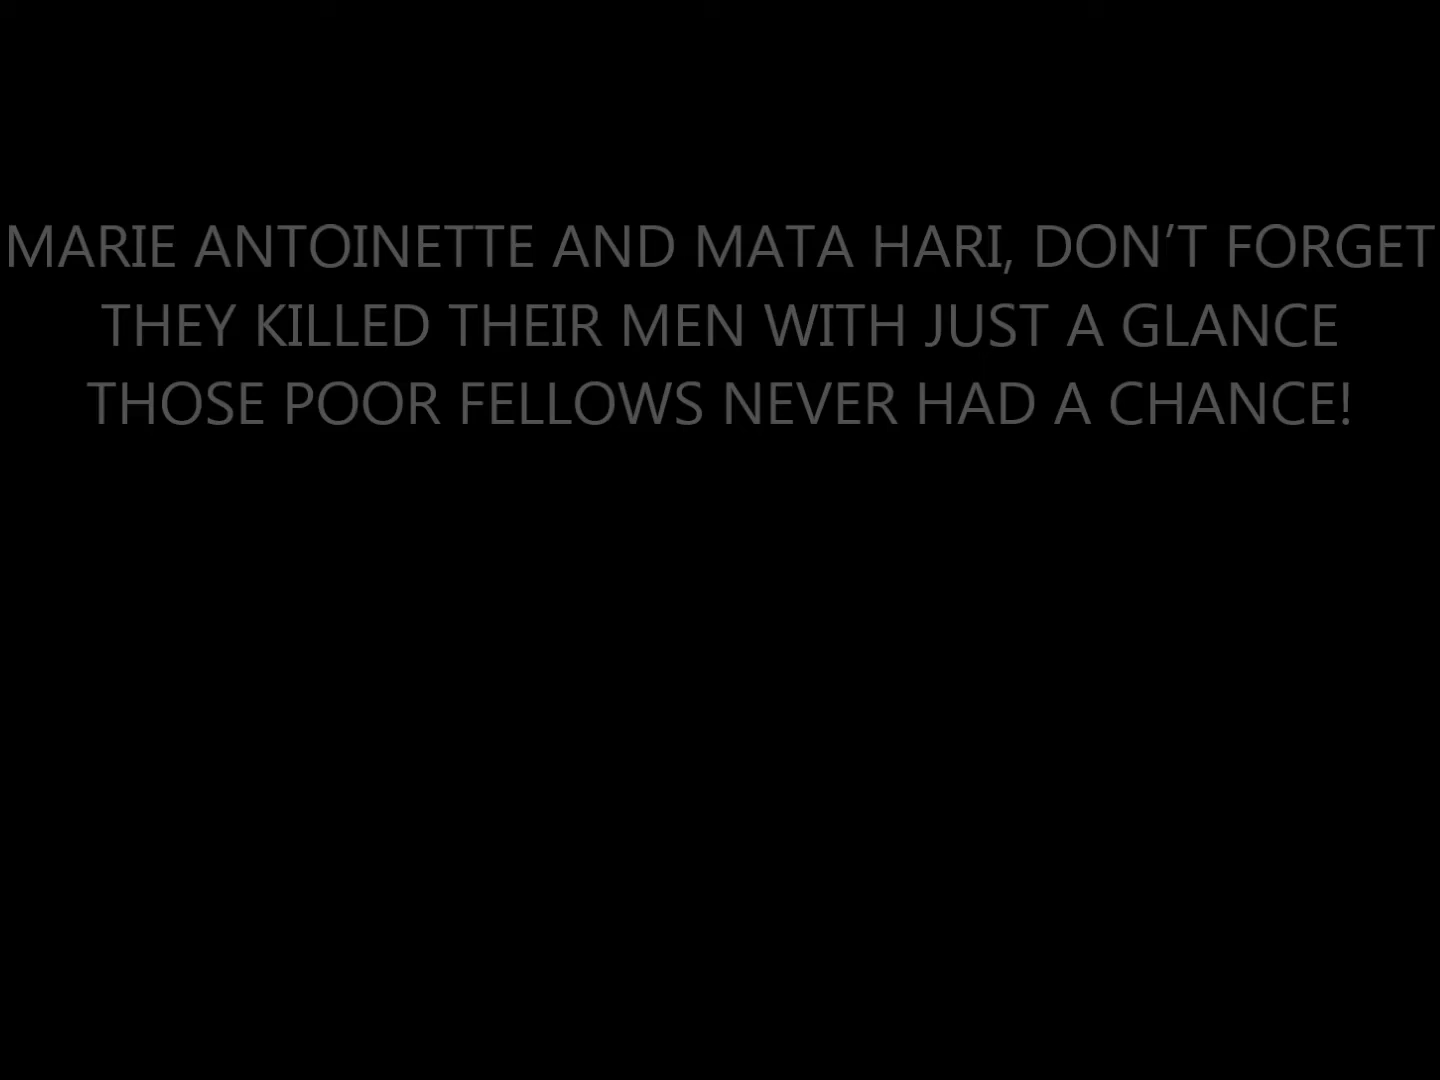 MARIE ANTOINETTE AND MATA HARI, DON’T FORGET
THEY KILLED THEIR MEN WITH JUST A GLANCE
THOSE POOR FELLOWS NEVER HAD A CHANCE!